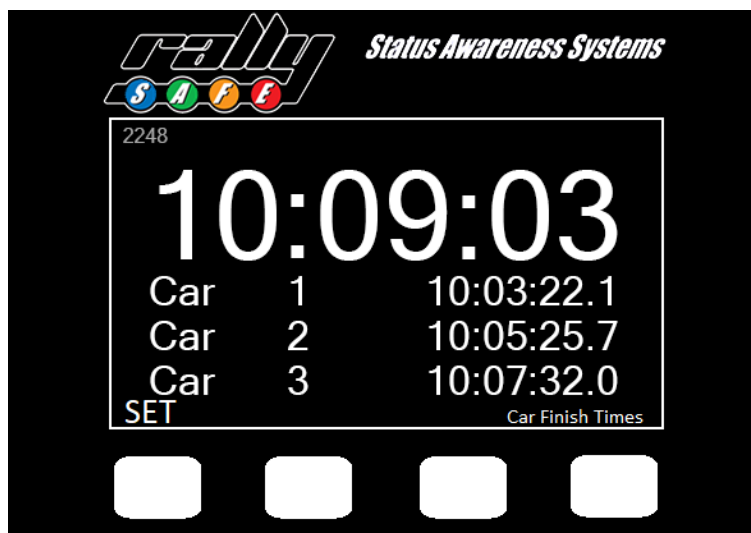 rally Status Awareness Systems
SAFE
2248
10:09:03
Car 1 10:03:22.1
Car 2 10:05:25.7
Car 3 10:07:32.0
SET Car Finish Times